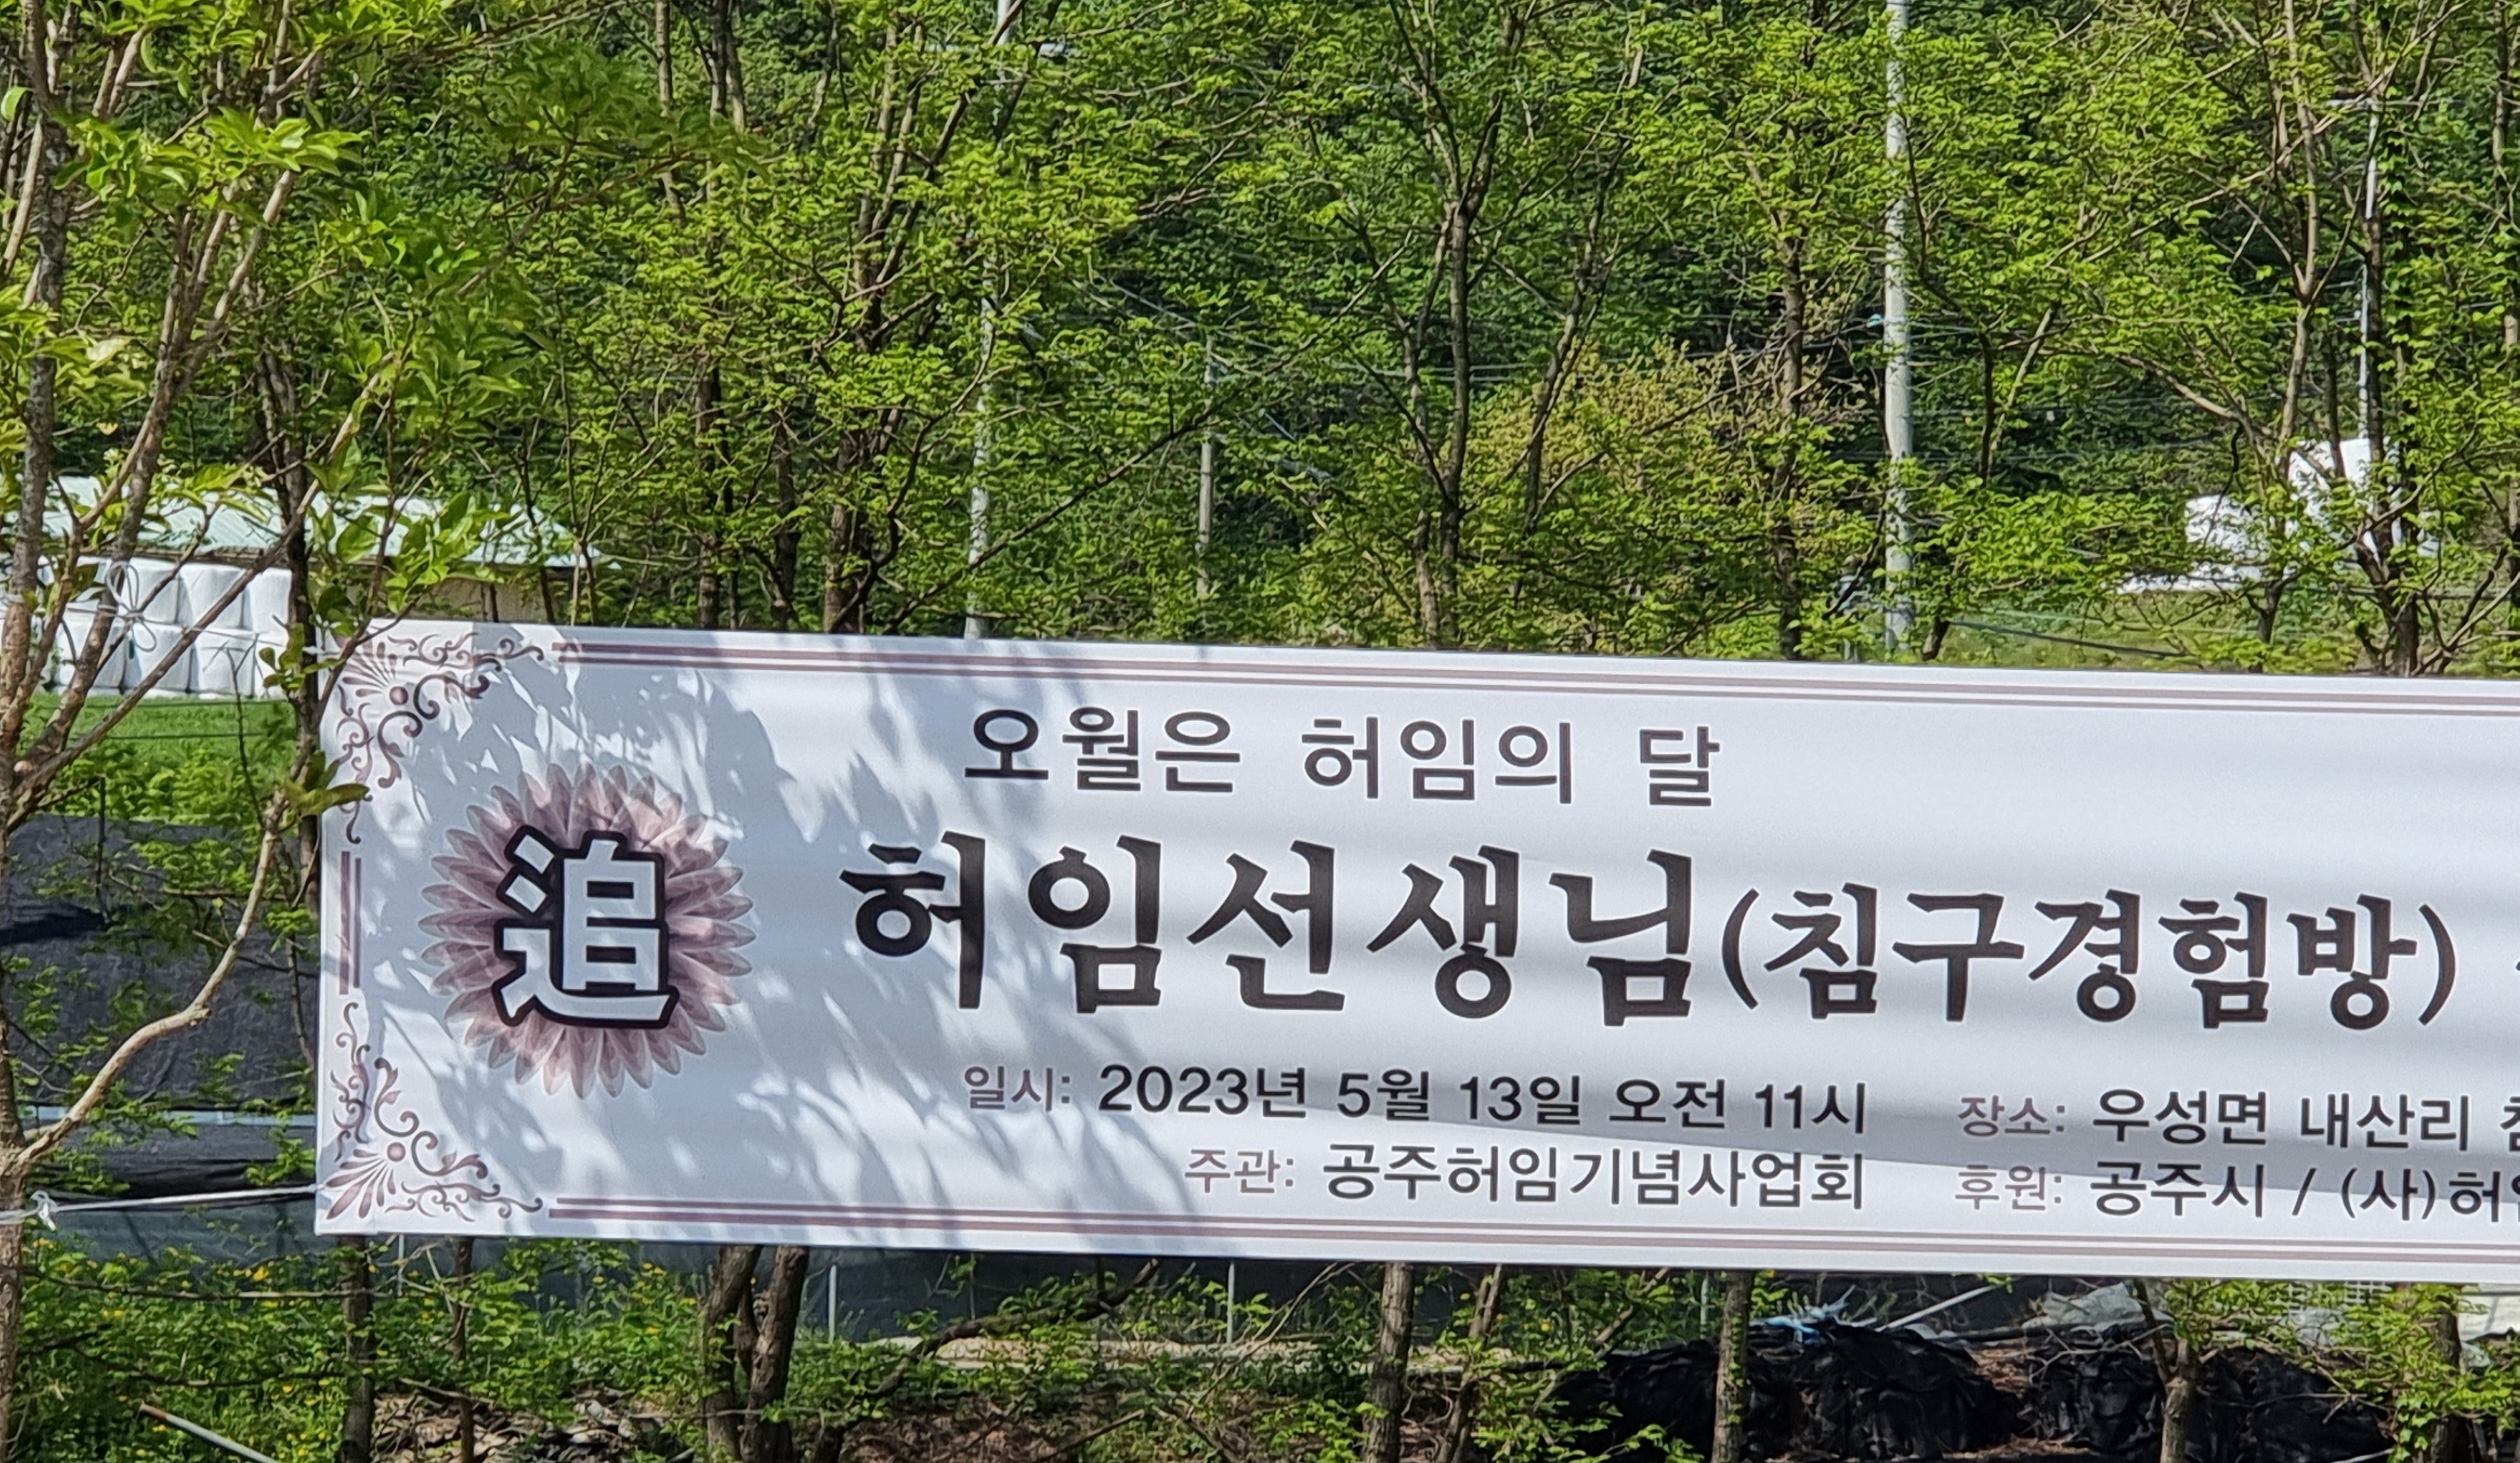 오월은 허임의 달
追
허임선생님(침구경험방)
일시: 2023년 5월 13일 오전 11시 장소: 우성면 내산리
주관: 공주허임기념사업회 후원: 공주시 / (사)허